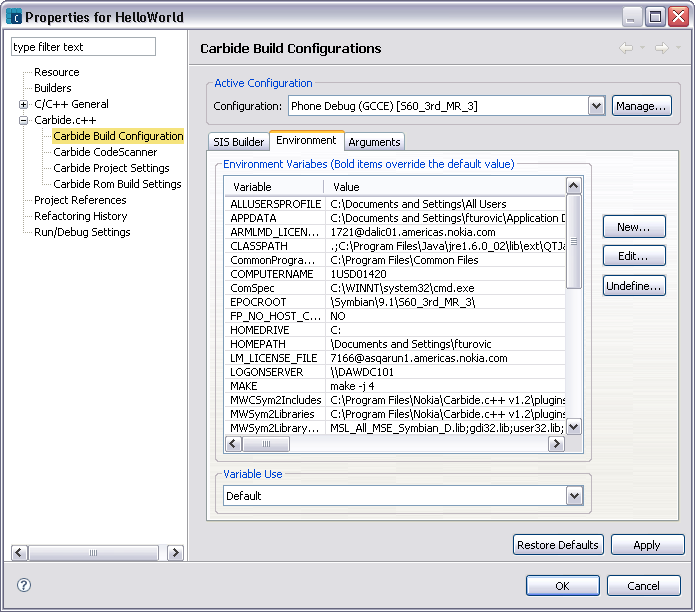 Properties for HelloWorld
type filter text
Resource
Builders
C/C++ General
Carbide.c++
Carbide Build Configuration
Carbide CodeScanner
Carbide Project Settings
Carbide Rom Build Settings
Project References
Refactoring History
Run/Debug Settings
Carbide Build Configurations
Active Configuration
Configuration: Phone Debug (GCCE) [S60_3rd_MR_3] Manage...
SIS Builder Environment Arguments
Environment Variabes (Bold items override the default value)
Variable Value
ALLUSERSPROFILE C:\Documents and Settings\All Users
APPDATA C:\Documents and Settings\fturovic\Application D
ARMLMD_LICEN... 1721@dalic01.americas.nokia.com
CLASSPATH .;C:\Program Files\Java\jre1.6.0_02\lib\ext\QTJa
CommonProgra... C:\Program Files\Common Files
COMPUTERNAME 1USD01420
ComSpec C:\WINNT\system32\cmd.exe
EPOCROOT \Symbian\9.1\S60_3rd_MR_3\
FP_NO_HOST_C... NO
HOMEDRIVE C:
HOMEPATH \Documents and Settings\fturovic
LM_LICENSE_FILE 7166@asqarun1.americas.nokia.com
LOGONSERVER \\DAWDC101
MAKE make -j 4
MWCSym2Includes C:\Program Files\Nokia\Carbide.c++ v1.2\plugins
MWSym2Libraries C:\Program Files\Nokia\Carbide.c++ v1.2\plugins
MWSym2Library... MSL_All_MSE_Symbian_D.lib;gdi32.lib;user32.lib;
New...
Edit...
Undefine...
Variable Use
Default
Restore Defaults Apply
OK Cancel